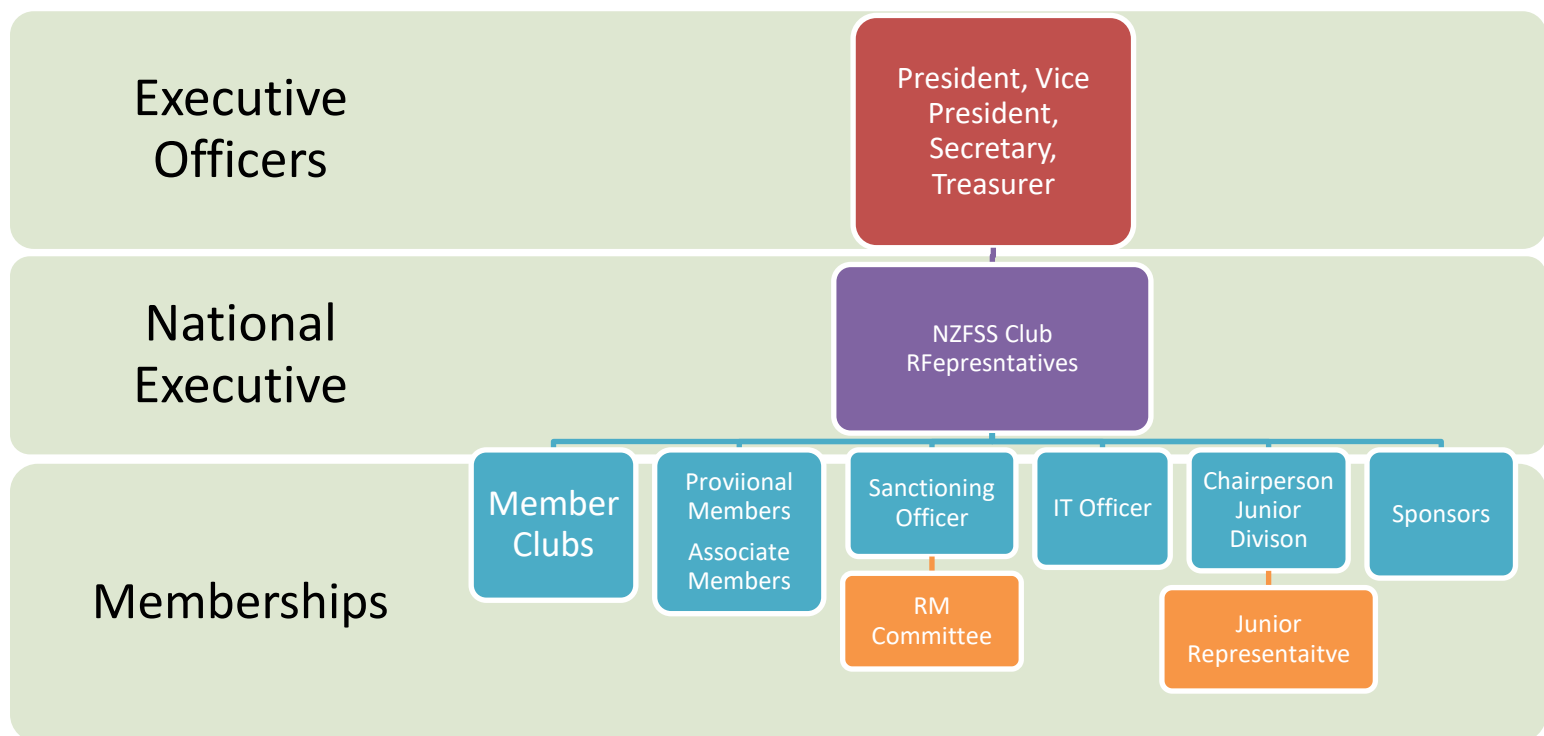 Executive
Officers
President, Vice
President,
Secretary,
Treasurer
National
Executive
NZFSS Club
RFepresntatives
Memberships
Member
Clubs
Proviional
Members
Associate
Members
Sanctioning
Officer
IT Officer
Chairperson
Junior
Divison
Sponsors
RM
Committee
Junior
Representaitve